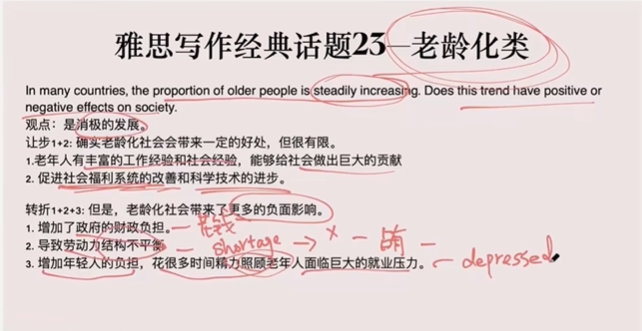 雅思写作经典话题23—老龄化类
In many countries, the proportion of older people is steadily increasing. Does this trend have positive or
negative effects on society.
观点：是消极的发展。
让步1+2: 确实老龄化社会会带来一定的好处，但很有限。
1.老年人有丰富的工作经验和社会经验，能够给社会做出巨大的贡献
2. 促进社会福利系统的改善和科学技术的进步。
转折1+2+3: 但是，老龄化社会带来了更多的负面影响。
1. 增加了政府的财政负担。
2. 导致劳动力结构不平衡 shortage
3. 增加年轻人的负担，花很多时间精力照顾老年人面临巨大的就业压力。 depressed